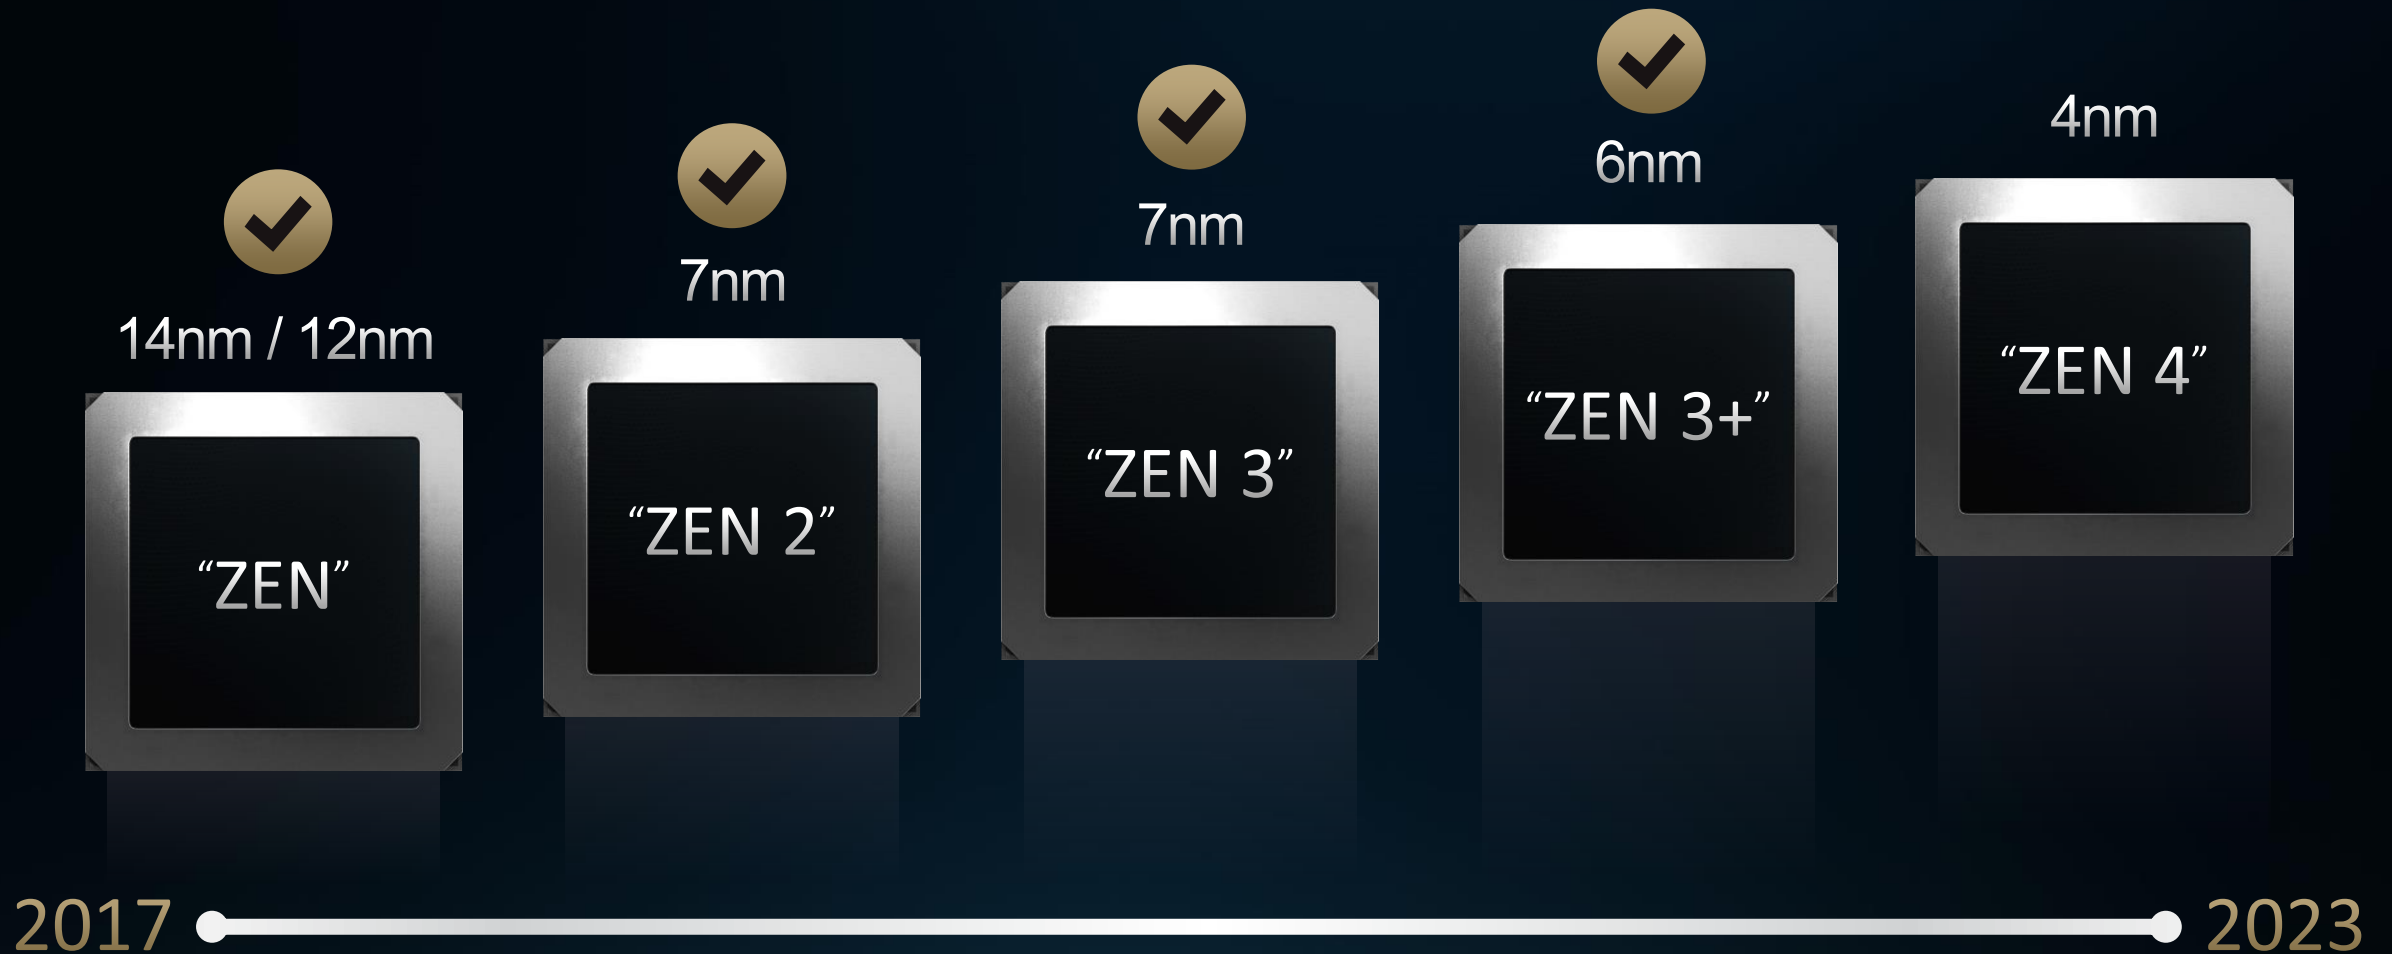 14nm / 12nm
“ZEN”
7nm
“ZEN 2”
7nm
“ZEN 3”
6nm
“ZEN 3+”
4nm
“ZEN 4”
2017
2023